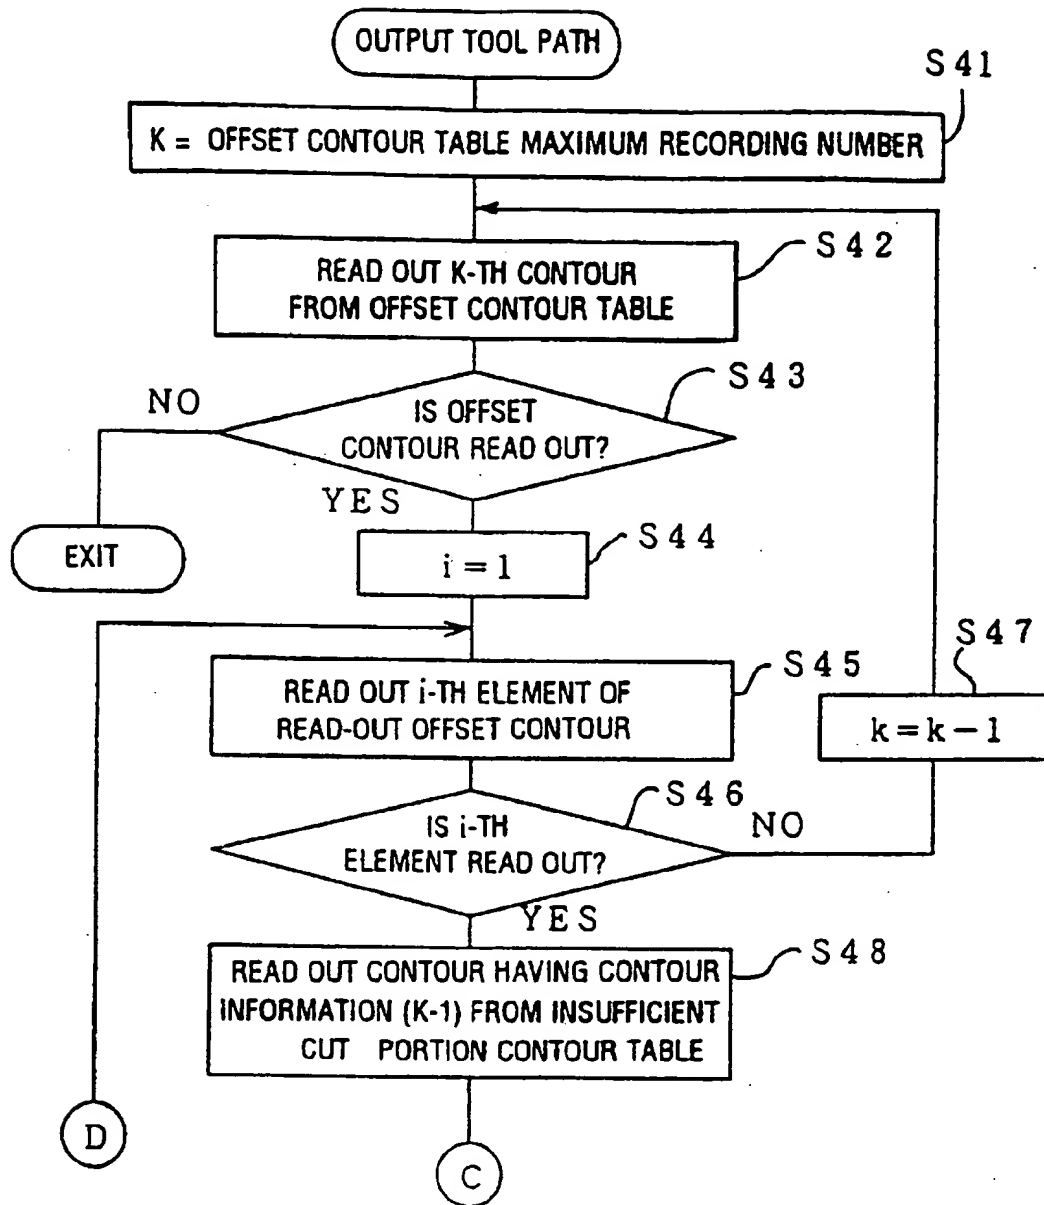 OUTPUT TOOL PATH
S41
K = OFFSET CONTOUR TABLE MAXIMUM RECORDING NUMBER
S42
READ OUT K-TH CONTOUR
FROM OFFSET CONTOUR TABLE
S43
NO
IS OFFSET
CONTOUR READ OUT?
YES
EXIT
S44
i = 1
S45
READ OUT i-TH ELEMENT OF
READ-OUT OFFSET CONTOUR
S47
k = k - 1
S46
IS i-TH
ELEMENT READ OUT?
NO
YES
S48
READ OUT CONTOUR HAVING CONTOUR
INFORMATION (K-1) FROM INSUFFICIENT
CUT PORTION CONTOUR TABLE
D
C